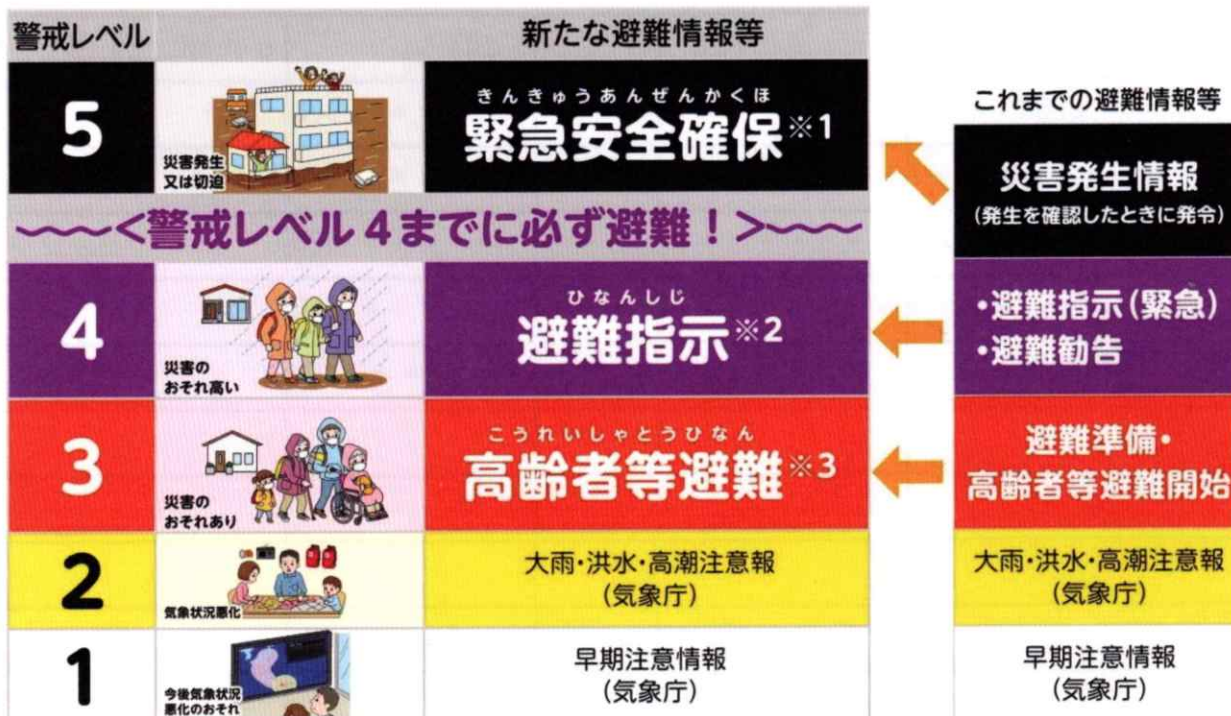 警戒レベル
新たな避難情報等
5
災害発生
又は切迫
きんきゅうあんぜんかくほ
緊急安全確保※1
〜〜〜<警戒レベル4までに必ず避難！>〜〜〜
4
災害の
おそれ高い
ひなんしじ
避難指示※2
3
災害の
おそれあり
こうれいしゃとうひなん
高齢者等避難※3
2
気象状況悪化
大雨・洪水・高潮注意報
(気象庁)
1
今後気象状況
悪化のおそれ
早期注意情報
(気象庁)
これまでの避難情報等
災害発生情報
(発生を確認したときに発令)
・避難指示(緊急)
・避難勧告
避難準備・
高齢者等避難開始
大雨・洪水・高潮注意報
(気象庁)
早期注意情報
(気象庁)